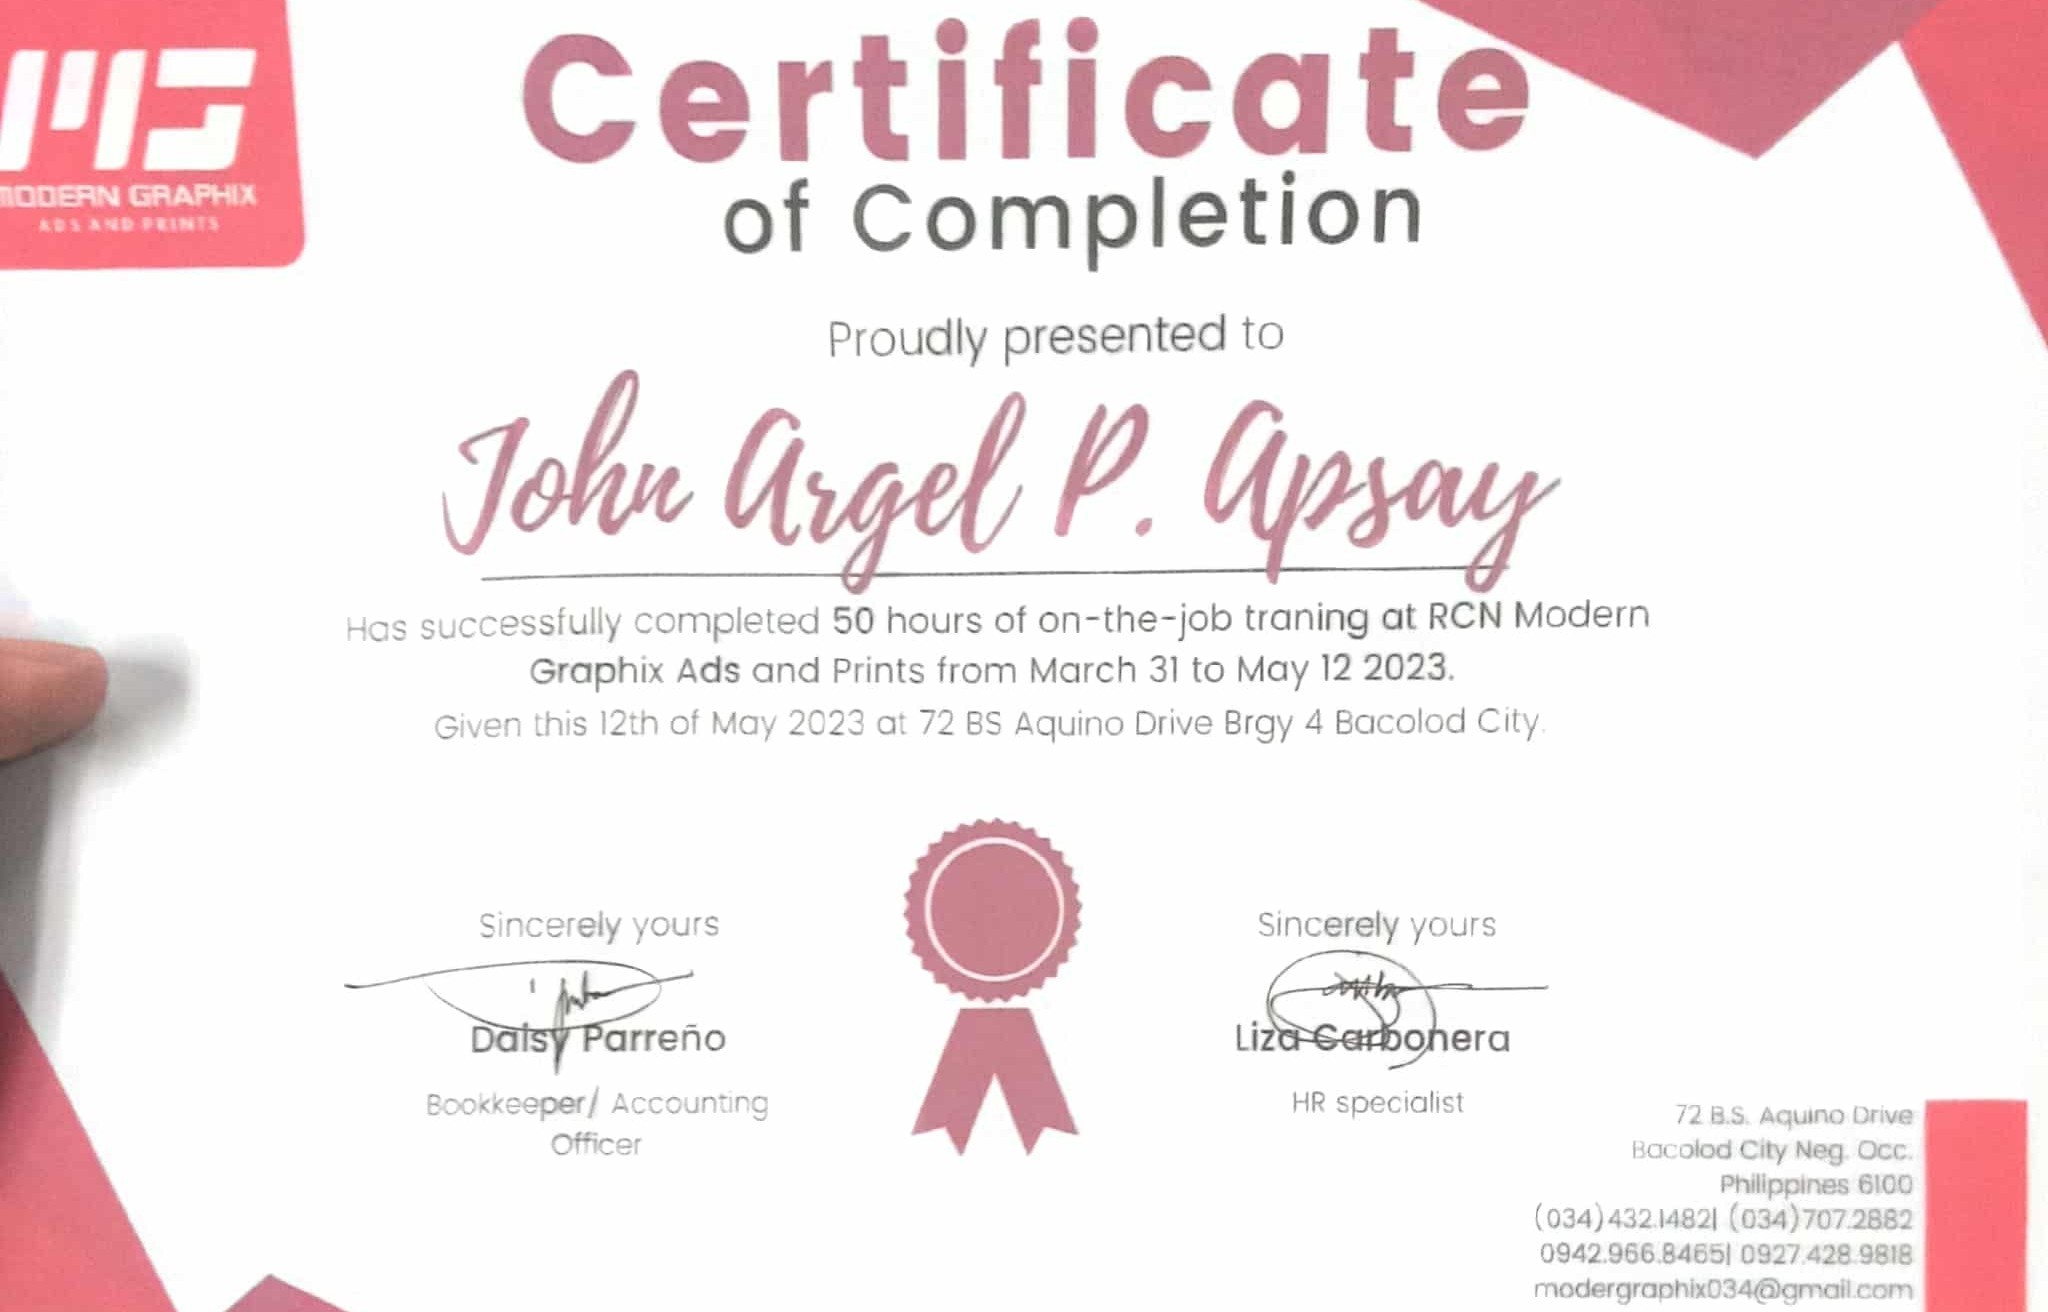 MODERN GRAPHIX
ADS AND PRINTS
Certificate
of Completion
Proudly presented to
John Argel P. Apsay
Has successfully completed 50 hours of on-the-job traning at RCN Modern
Graphix Ads and Prints from March 31 to May 12 2023.
Given this 12th of May 2023 at 72 BS Aquino Drive Brgy 4 Bacolod City.
Sincerely yours
Daisy Parreño
Bookkeeper/ Accounting
Officer
Sincerely yours
Liza Carbonera
HR specialist
72 B.S. Aquino Drive
Bacolod City Neg. Occ.
Philippines 6100
(034)432.1482| (034)707.2882
0942.966.8465| 0927.428.9818
modergraphix034@gmail.com